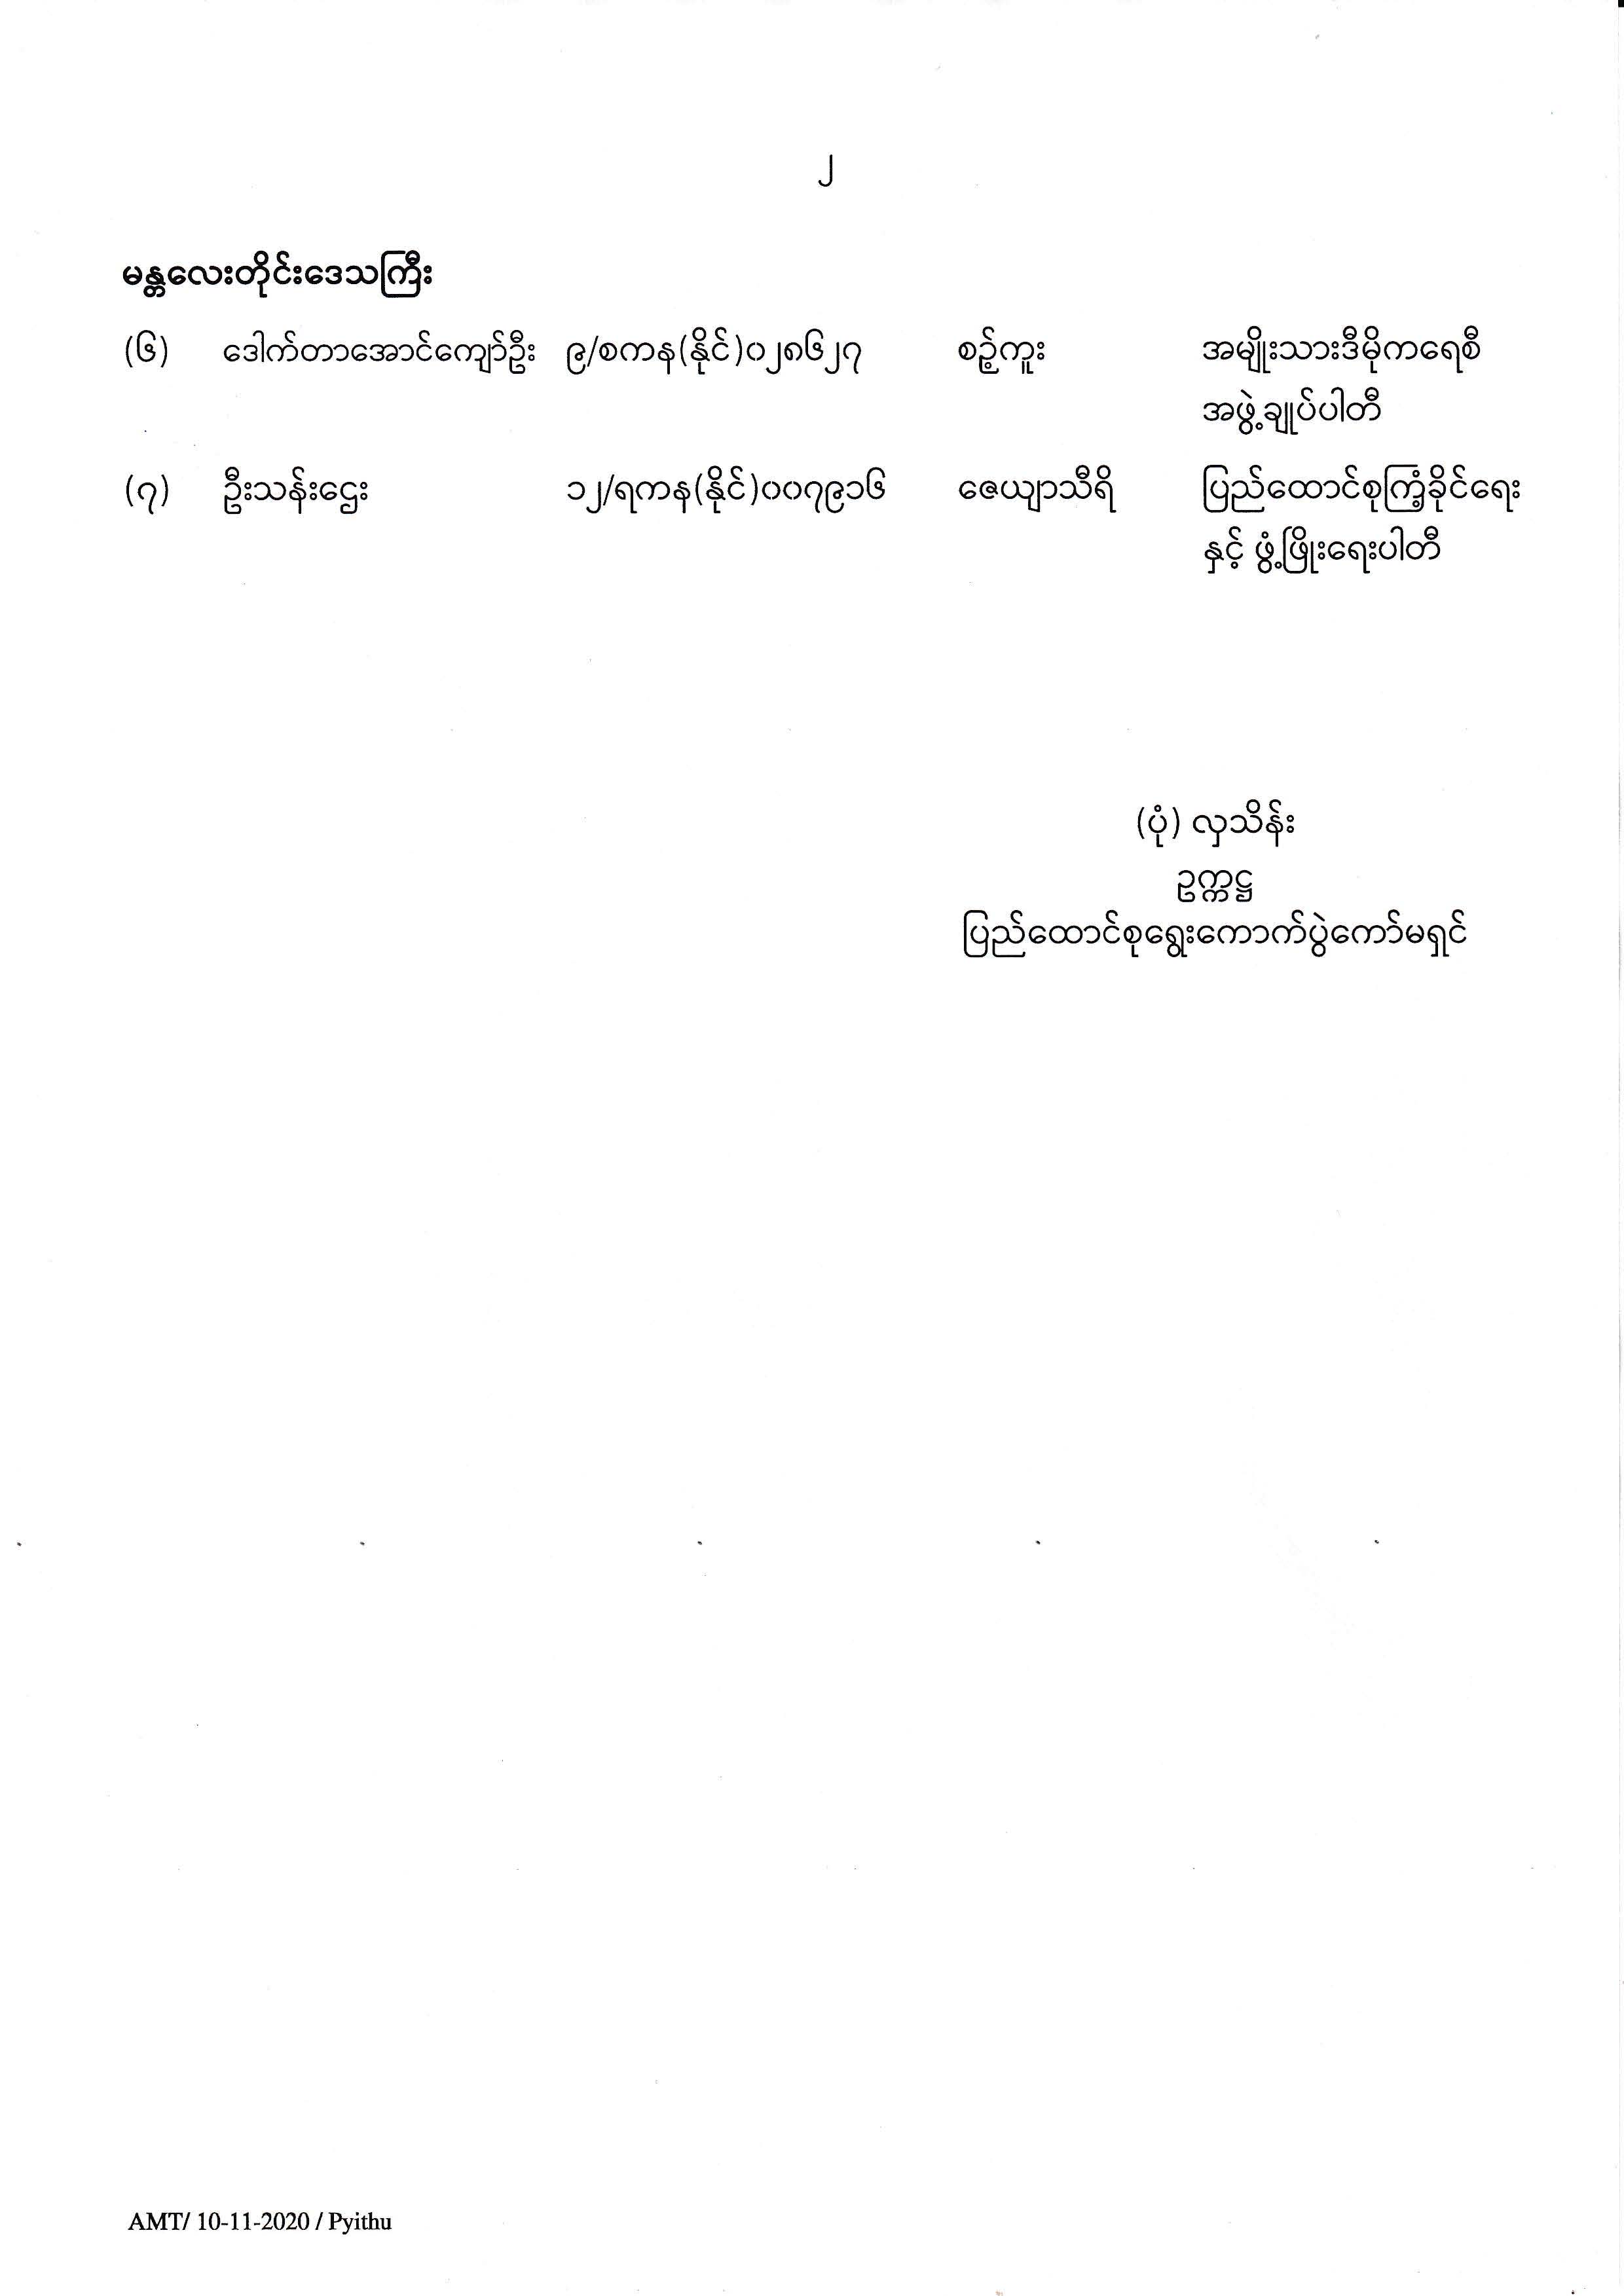 ၂
မန္တလေးတိုင်းဒေသကြီး
(၆) ဒေါက်တာအောင်ကျော်ဦး ၉/စကန(နိုင်)၀၂၈၆၂၇ စဉ့်ကူး အမျိုးသားဒီမိုကရေစီ
အဖွဲ့ချုပ်ပါတီ
(၇) ဦးသန်းဌေး ၁၂/ရကန(နိုင်)၀၀၇၉၁၆ ဇေယျာသီရိ ပြည်ထောင်စုကြံ့ခိုင်ရေး
နှင့် ဖွံ့ဖြိုးရေးပါတီ
(ပုံ) လှသိန်း
ဥက္ကဋ္ဌ
ပြည်ထောင်စုရွေးကောက်ပွဲကော်မရှင်
AMT/ 10-11-2020 / Pyithu